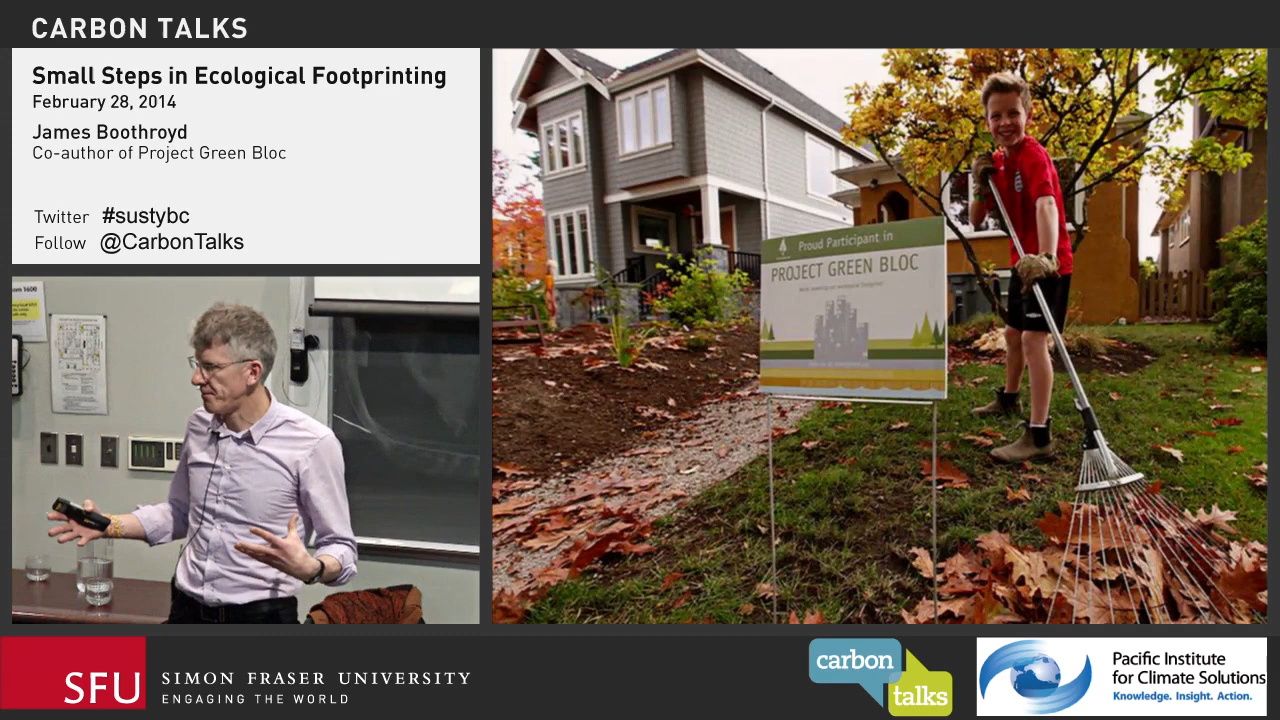 CARBON TALKS
Small Steps in Ecological Footprinting
February 28, 2014
James Boothroyd
Co-author of Project Green Bloc
Twitter #sustybc
Follow @CarbonTalks
1600
Proud Participant in
PROJECT GREEN BLOC
SFU
SIMON FRASER UNIVERSITY
ENGAGING THE WORLD
carbon
talks
Pacific Institute
for Climate Solutions
Knowledge. Insight. Action.